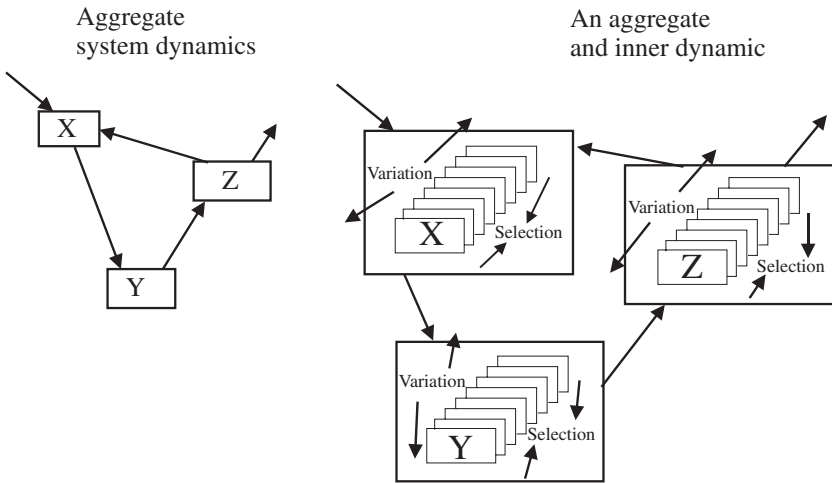 Aggregate
system dynamics
X
Z
Y
An aggregate
and inner dynamic
Variation
X
Selection
Variation
Z
Selection
Variation
Y
Selection